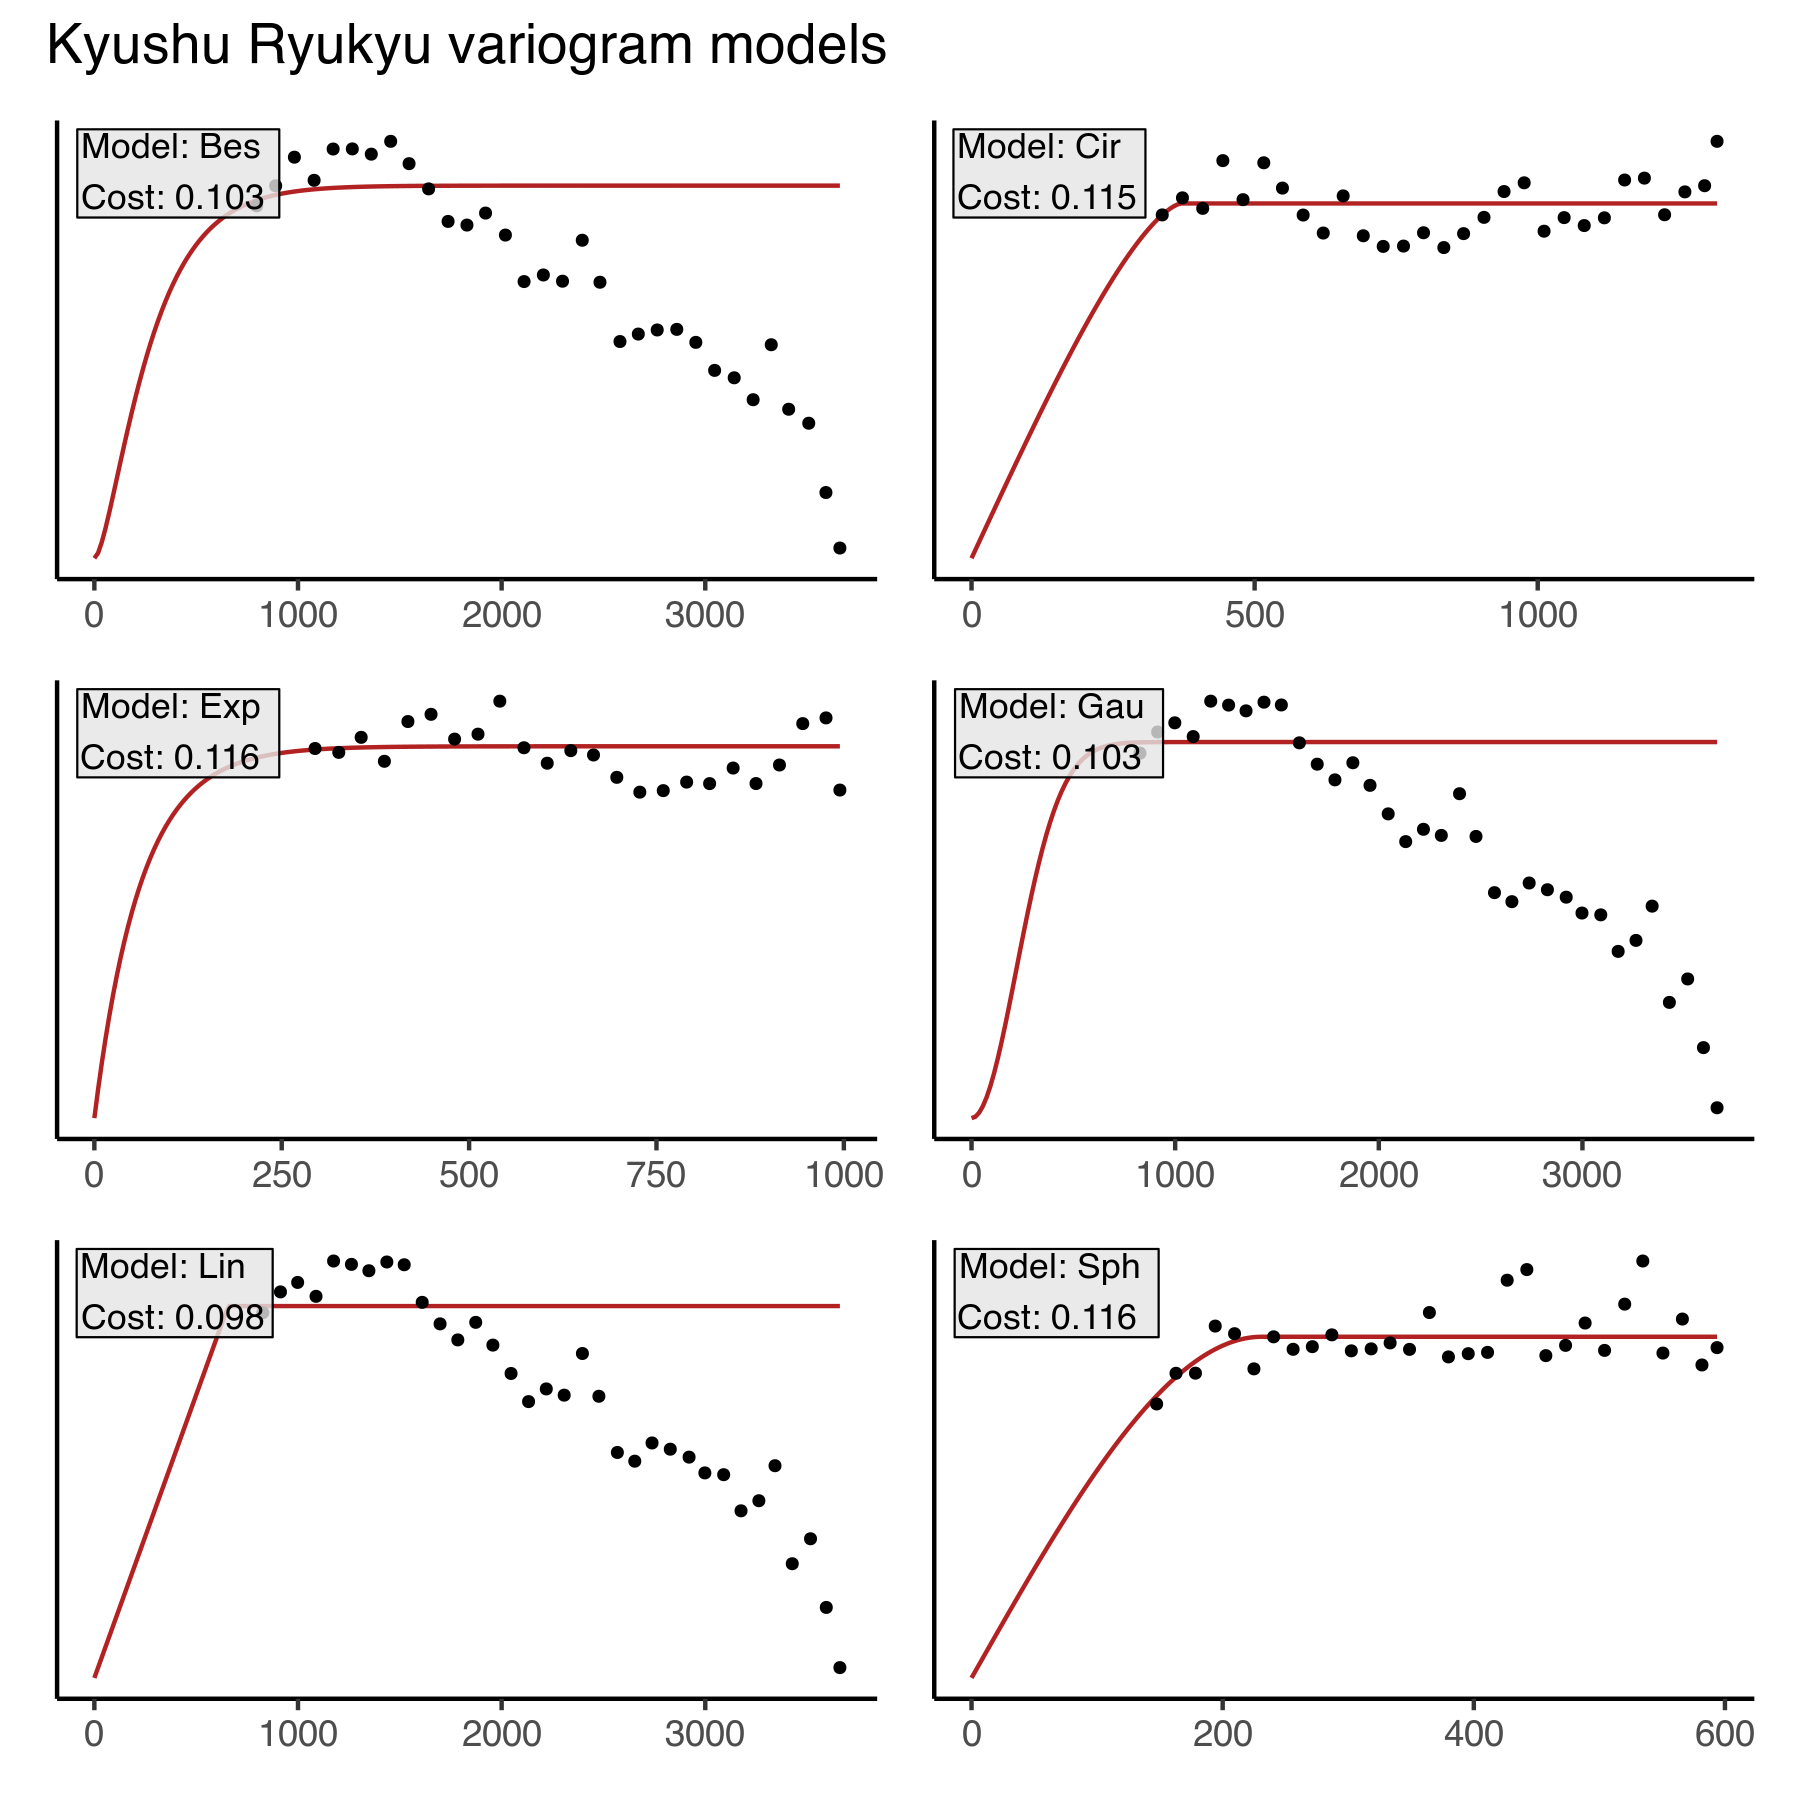 Kyushu Ryukyu variogram models
Model: Bes
Cost: 0.103
0 1000 2000 3000
Model: Cir
Cost: 0.115
0 500 1000
Model: Exp
Cost: 0.116
0 250 500 750 1000
Model: Gau
Cost: 0.103
0 1000 2000 3000
Model: Lin
Cost: 0.098
0 1000 2000 3000
Model: Sph
Cost: 0.116
0 200 400 600